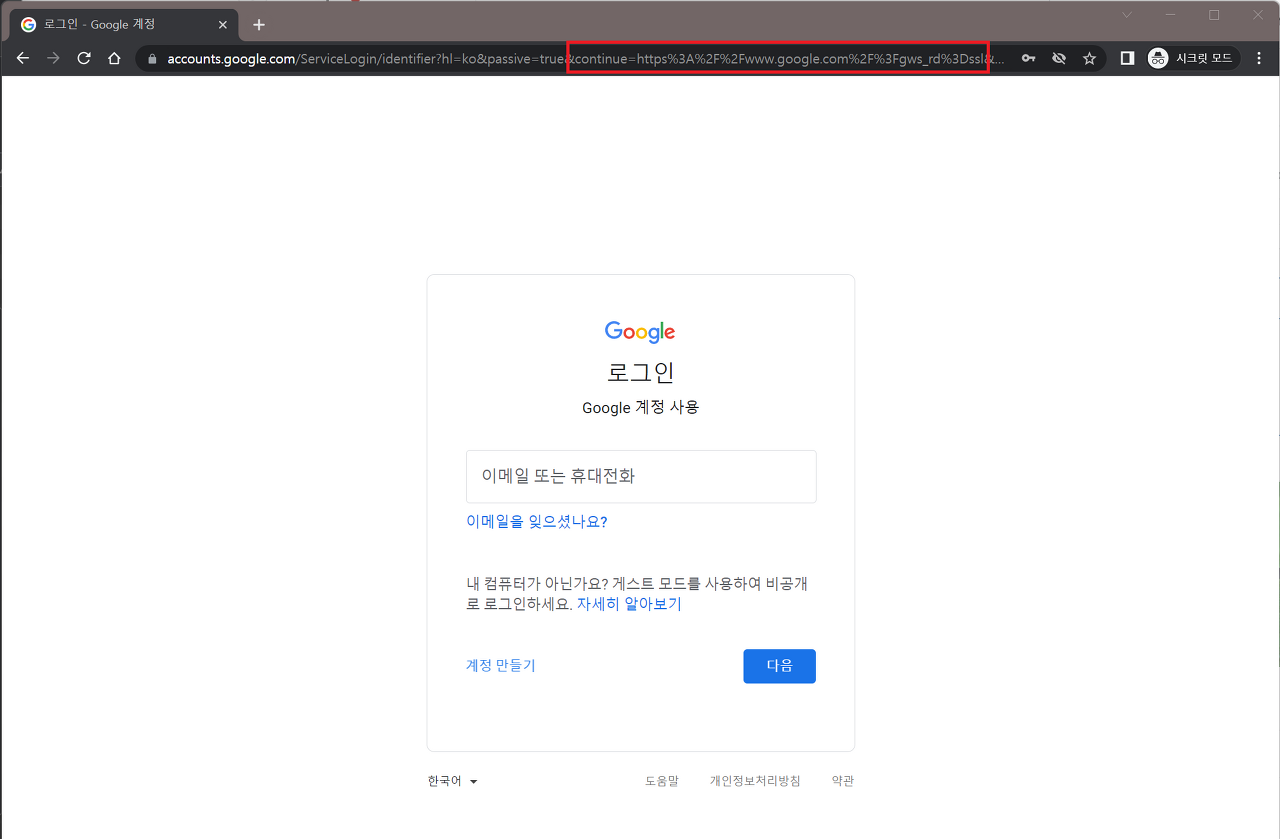 로그인 - Google 계정
accounts.google.com/ServiceLogin/identifier?hl=ko&passive=true&continue=https%3A%2F%2Fwww.google.com%2F%3Fgws_rd%3Dssl&...
시크릿 모드
Google
로그인
Google 계정 사용
이메일 또는 휴대전화
이메일을 잊으셨나요?
내 컴퓨터가 아닌가요? 게스트 모드를 사용하여 비공개
로 로그인하세요. 자세히 알아보기
계정 만들기
다음
한국어
도움말
개인정보처리방침
약관